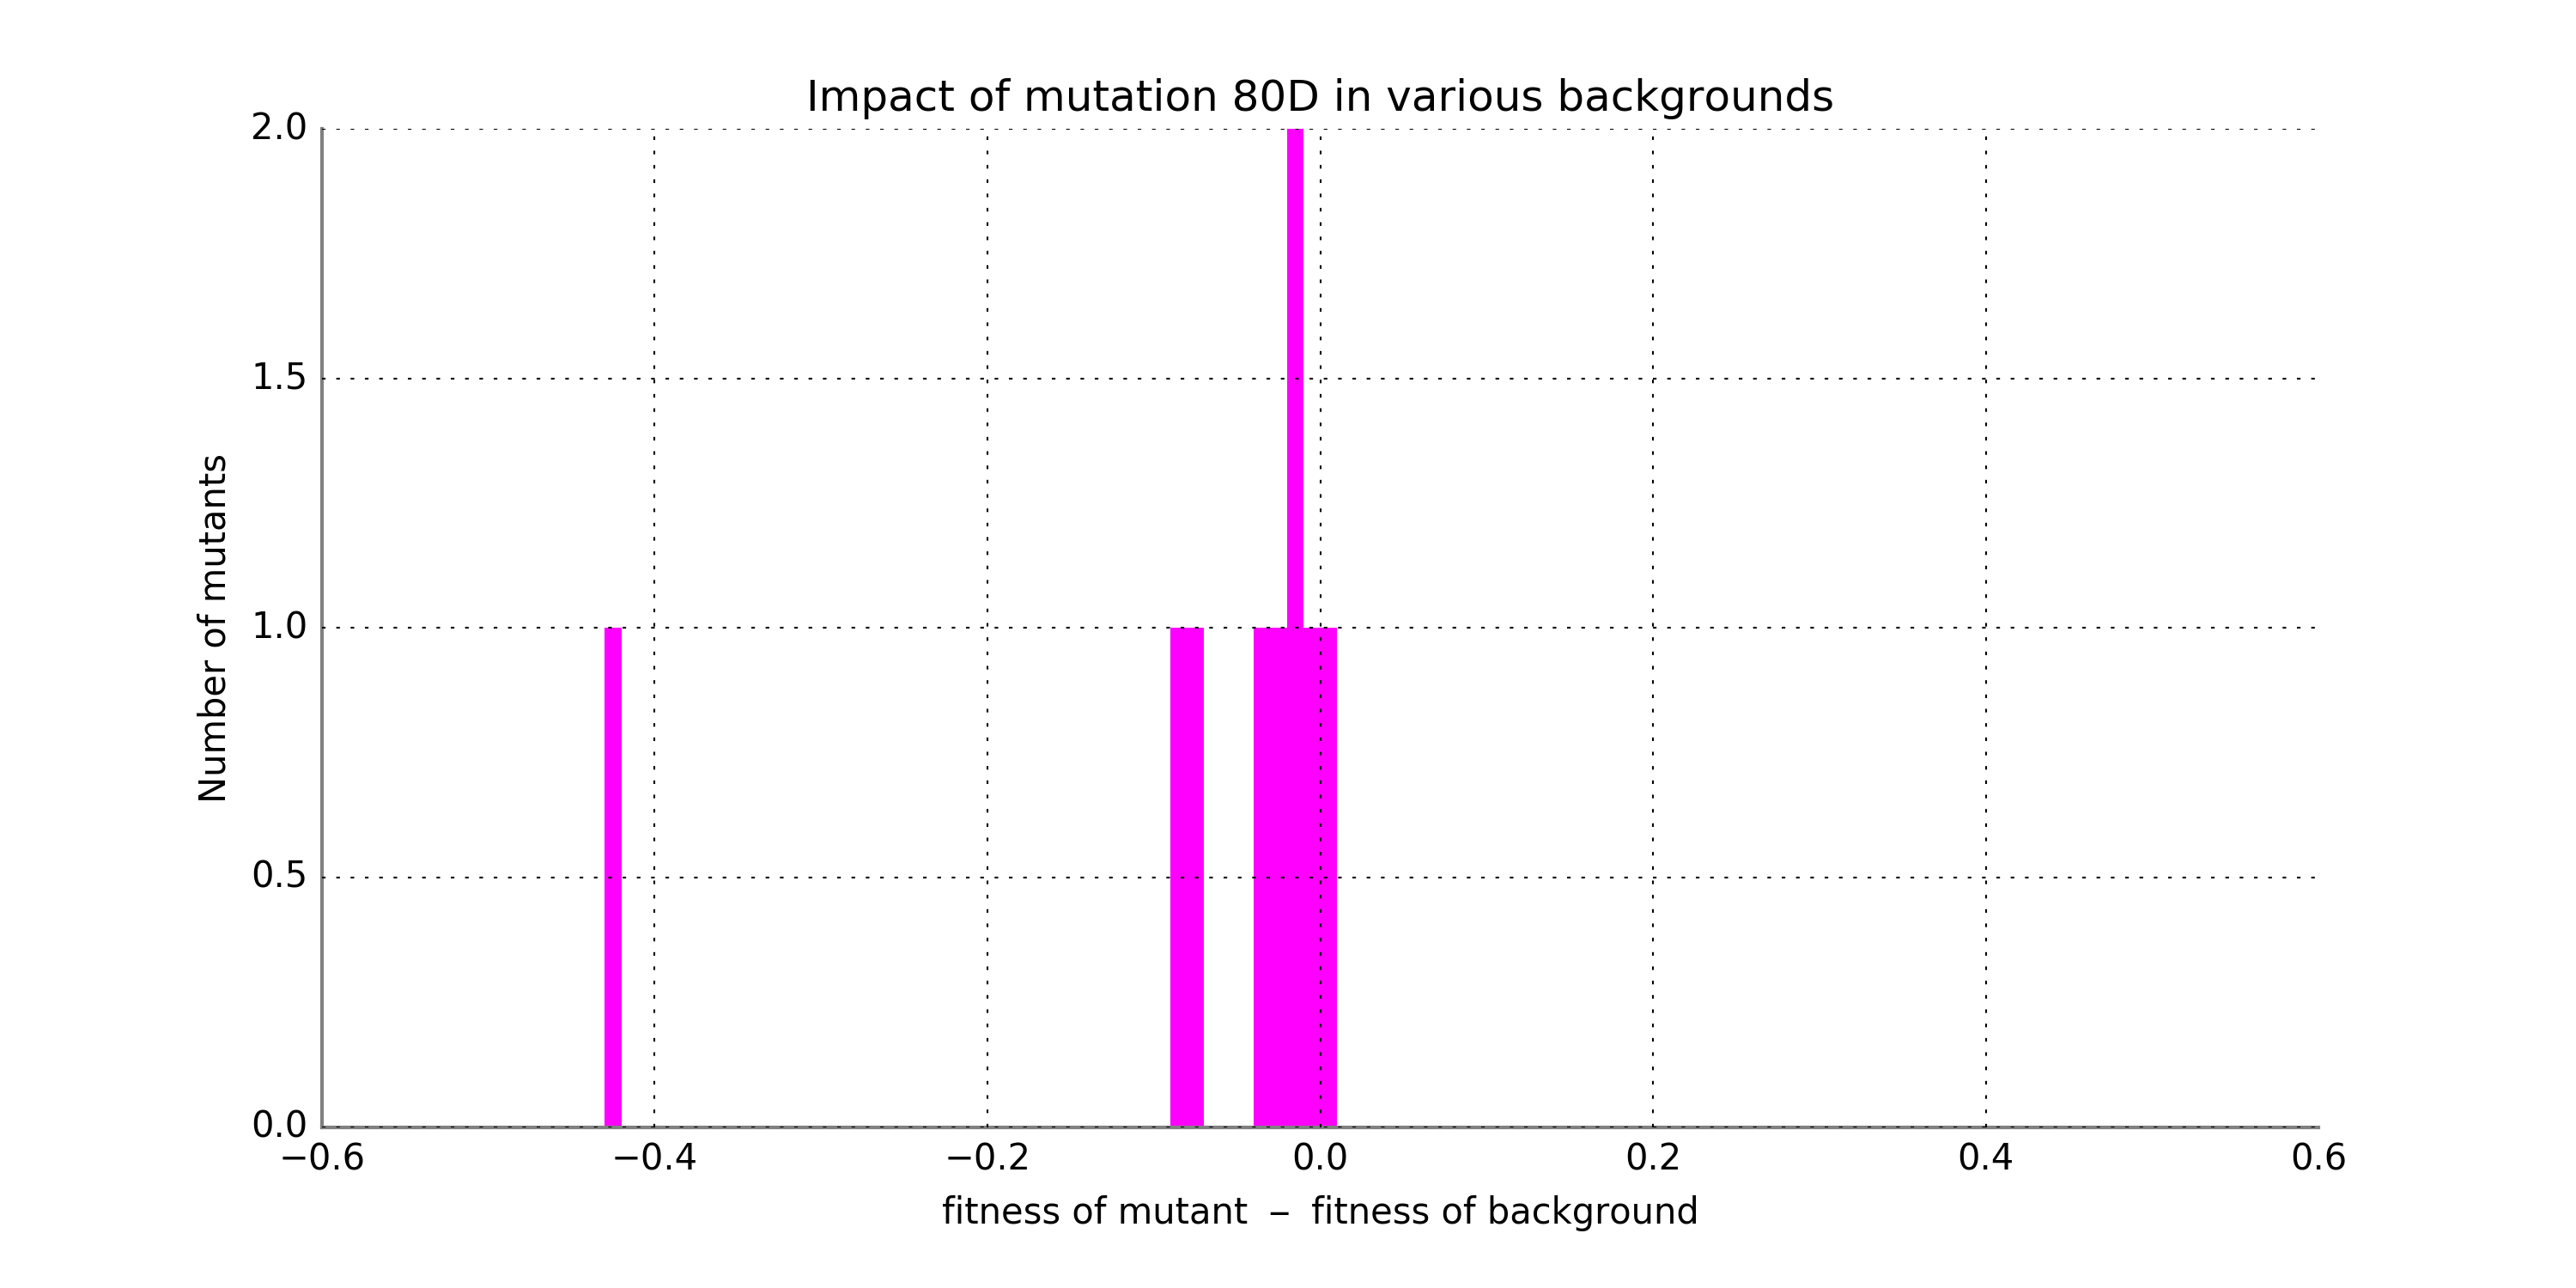 Impact of mutation 80D in various backgrounds
2.0
1.5
1.0
0.5
0.0
Number of mutants
−0.6 −0.4 −0.2 0.0 0.2 0.4 0.6
fitness of mutant − fitness of background